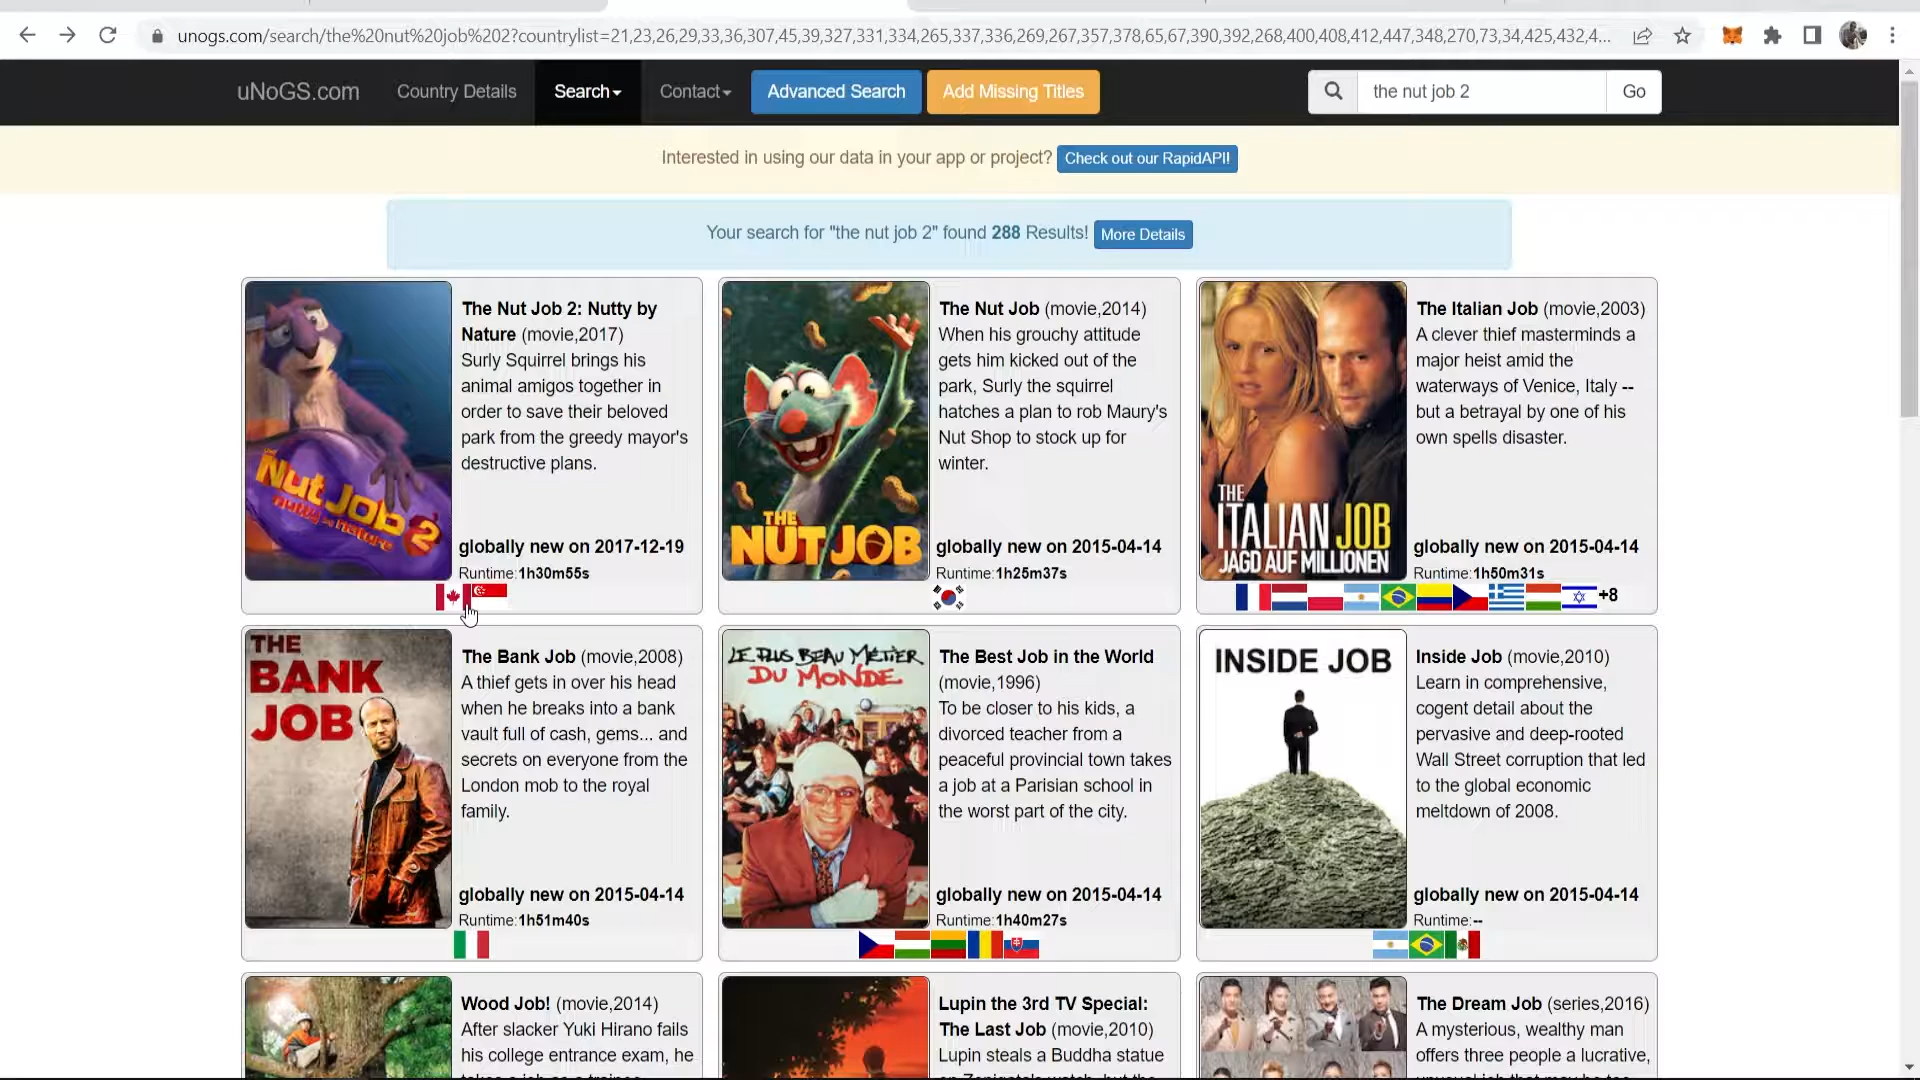 unogs.com/search/the%20nut%20job%202?countrylist=21,23,26,29,33,36,307,45,39,327,331,334,265,337,336,269,267,357,378,65,67,390,392,268,400,408,412,447,348,270,73,34,425,432,4...
uNoGS.com Country Details Search Contact Advanced Search Add Missing Titles the nut job 2 Go
Interested in using our data in your app or project? Check out our RapidAPI!
Your search for "the nut job 2" found 288 Results! More Details
The Nut Job 2: Nutty by
Nature (movie,2017)
Surly Squirrel brings his
animal amigos together in
order to save their beloved
park from the greedy mayor's
destructive plans.
globally new on 2017-12-19
Runtime:1h30m55s
THE
Nut Job 2
Nutty by Nature
The Nut Job (movie,2014)
When his grouchy attitude
gets him kicked out of the
park, Surly the squirrel
hatches a plan to rob Maury's
Nut Shop to stock up for
winter.
globally new on 2015-04-14
Runtime:1h25m37s
THE
NUT JOB
The Italian Job (movie,2003)
A clever thief masterminds a
major heist amid the
waterways of Venice, Italy --
but a betrayal by one of his
own spells disaster.
globally new on 2015-04-14
Runtime:1h50m31s
THE
ITALIAN JOB
JAGD AUF MILLIONEN
+8
THE
BANK
JOB
The Bank Job (movie,2008)
A thief gets in over his head
when he breaks into a bank
vault full of cash, gems... and
secrets on everyone from the
London mob to the royal
family.
globally new on 2015-04-14
Runtime:1h51m40s
LE PLUS BEAU MÉTIER
DU MONDE
The Best Job in the World
(movie,1996)
To be closer to his kids, a
divorced teacher from a
peaceful provincial town takes
a job at a Parisian school in
the worst part of the city.
globally new on 2015-04-14
Runtime:1h40m27s
INSIDE JOB
Inside Job (movie,2010)
Learn in comprehensive,
cogent detail about the
pervasive and deep-rooted
Wall Street corruption that led
to the global economic
meltdown of 2008.
globally new on 2015-04-14
Runtime:--
Wood Job! (movie,2014)
After slacker Yuki Hirano fails
his college entrance exam, he
Lupin the 3rd TV Special:
The Last Job (movie,2010)
Lupin steals a Buddha statue
The Dream Job (series,2016)
A mysterious, wealthy man
offers three people a lucrative,